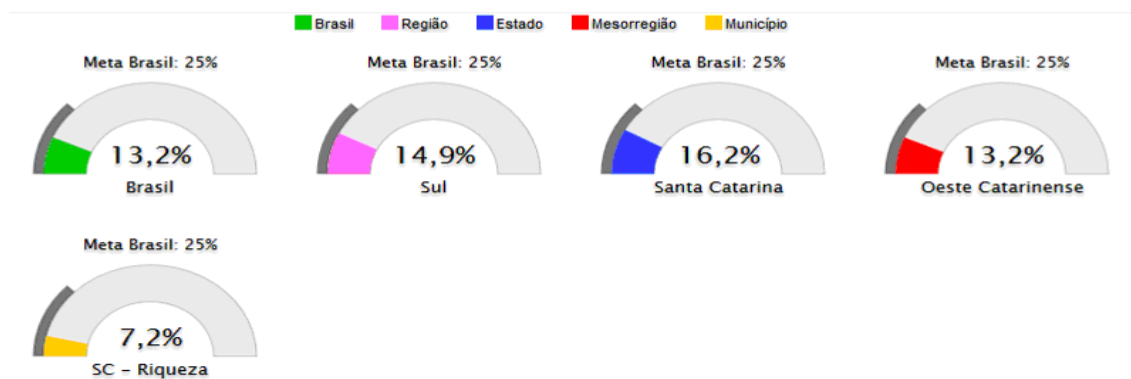 Brasil Região Estado Mesorregião Município
Meta Brasil: 25% Meta Brasil: 25% Meta Brasil: 25% Meta Brasil: 25%
13,2% 14,9% 16,2% 13,2%
Brasil Sul Santa Catarina Oeste Catarinense
Meta Brasil: 25%
7,2%
SC – Riqueza